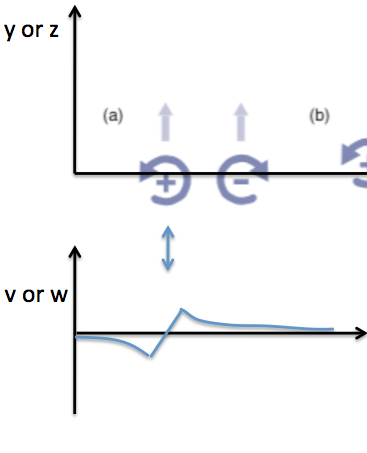 y or z
(a)
(b)
+
−
v or w